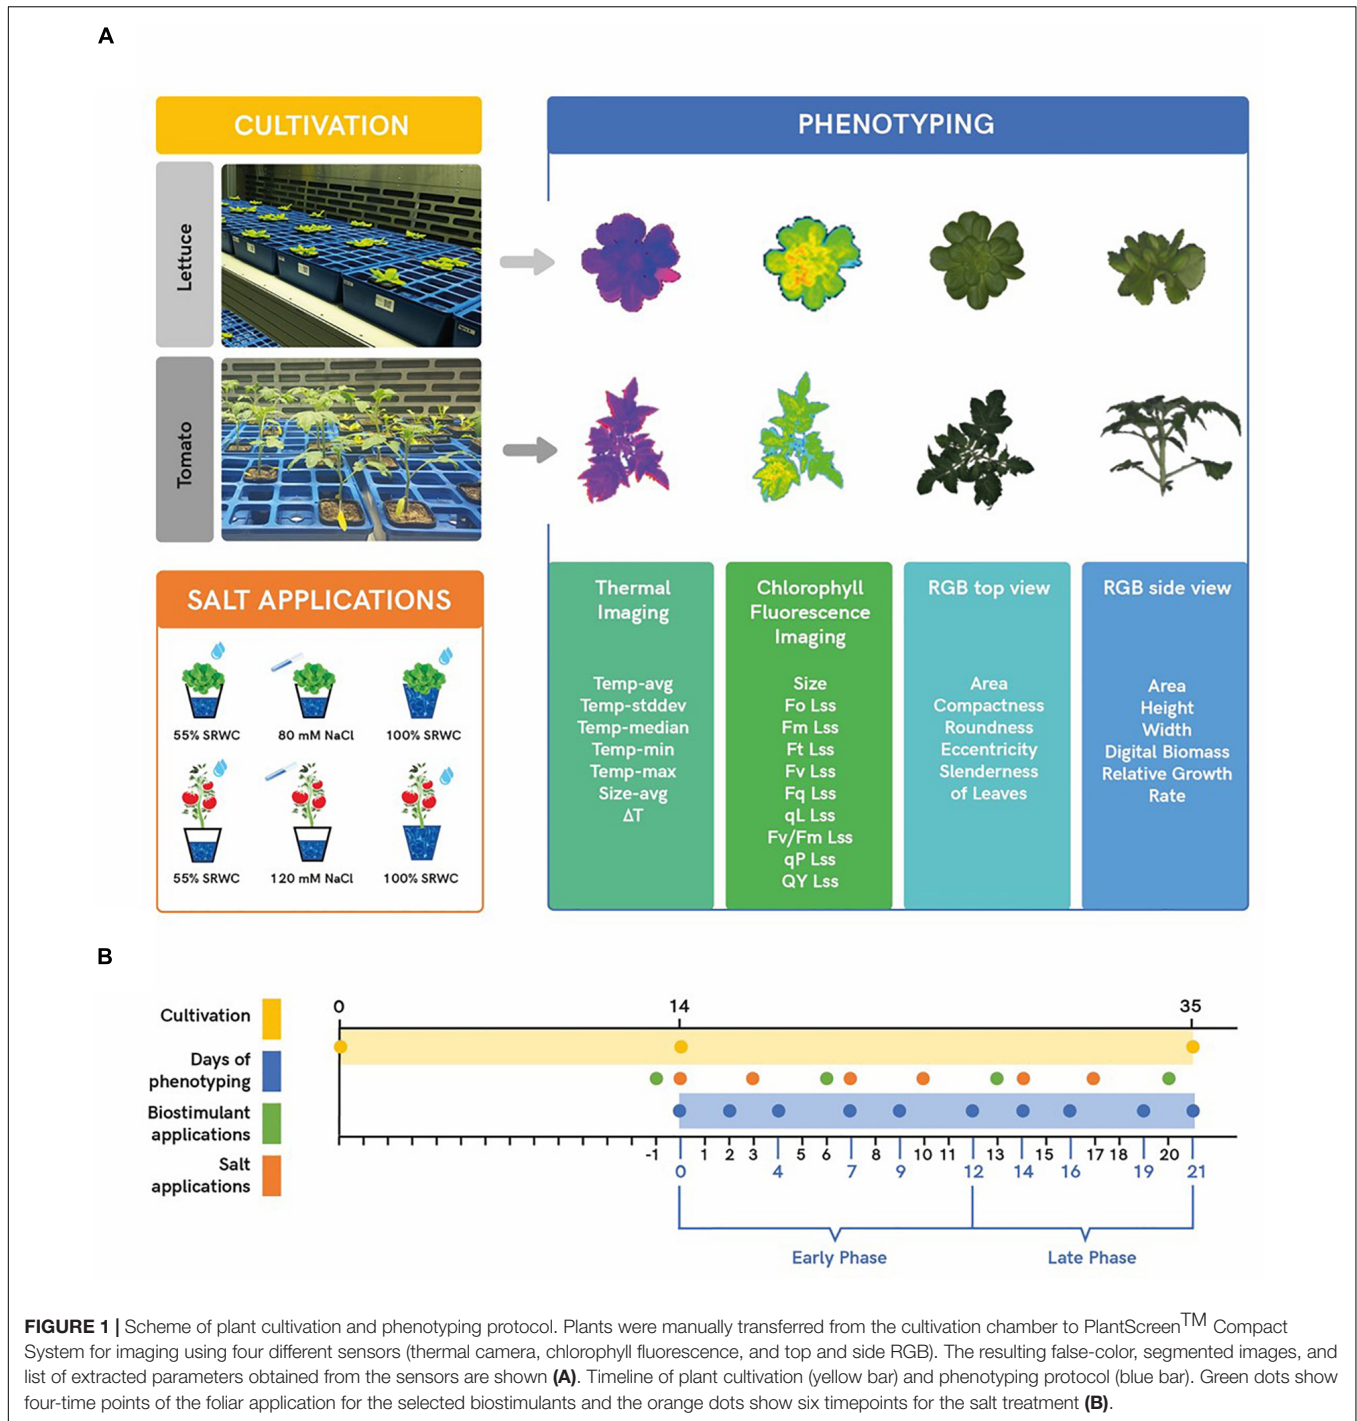 A
CULTIVATION
PHENOTYPING
Lettuce
Tomato
SALT APPLICATIONS
55% SRWC
80 mM NaCl
100% SRWC
55% SRWC
120 mM NaCl
100% SRWC
Thermal
Imaging
Temp-avg
Temp-stddev
Temp-median
Temp-min
Temp-max
Size-avg
ΔT
Chlorophyll
Fluorescence
Imaging
Size
Fo Lss
Fm Lss
Ft Lss
Fv Lss
Fq Lss
qL Lss
Fv/Fm Lss
qP Lss
QY Lss
RGB top view
Area
Compactness
Roundness
Eccentricity
Slenderness
of Leaves
RGB side view
Area
Height
Width
Digital Biomass
Relative Growth
Rate
B
Cultivation
Days of
phenotyping
Biostimulant
applications
Salt
applications
0 14 35
-1 1 2 3 5 6 8 10 11 13 15 17 18 20
0 4 7 9 12 14 16 19 21
Early Phase
Late Phase
FIGURE 1 | Scheme of plant cultivation and phenotyping protocol. Plants were manually transferred from the cultivation chamber to PlantScreen™ Compact
System for imaging using four different sensors (thermal camera, chlorophyll fluorescence, and top and side RGB). The resulting false-color, segmented images, and
list of extracted parameters obtained from the sensors are shown (A). Timeline of plant cultivation (yellow bar) and phenotyping protocol (blue bar). Green dots show
four-time points of the foliar application for the selected biostimulants and the orange dots show six timepoints for the salt treatment (B).